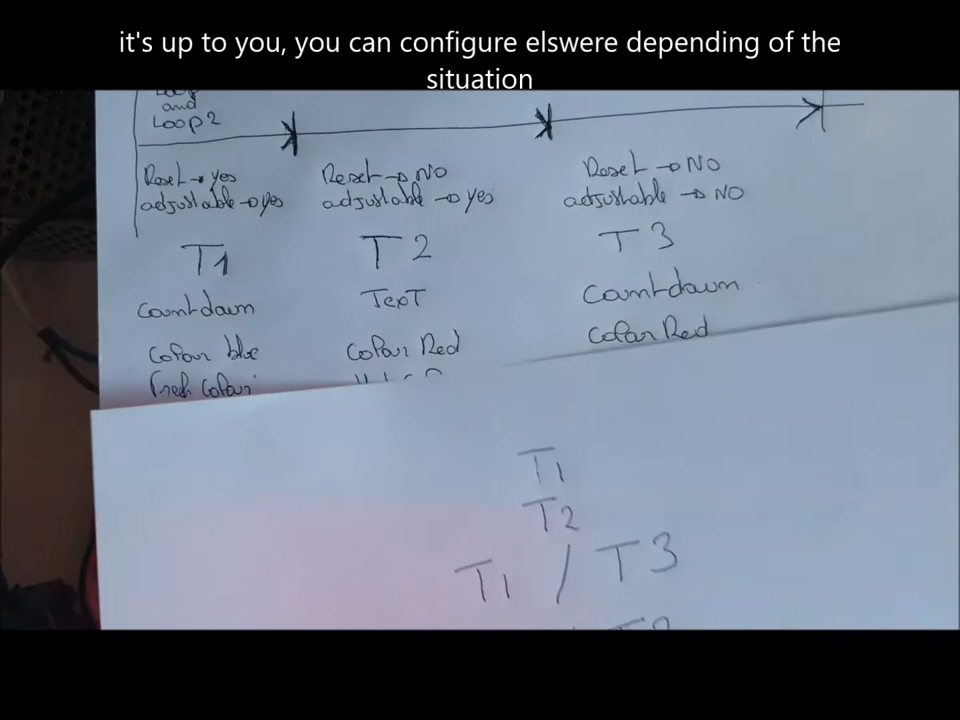 it's up to you, you can configure elswere depending of the
situation
and
Loop 2
Reset → yes
adjustable → yes
Reset → NO
adjustable → yes
Reset → NO
adjustable → NO
T1
T2
T3
Countdown
Text
Countdown
Colour blue
Colour Red
Colour Red
Colour
T1
T2
T1 / T3